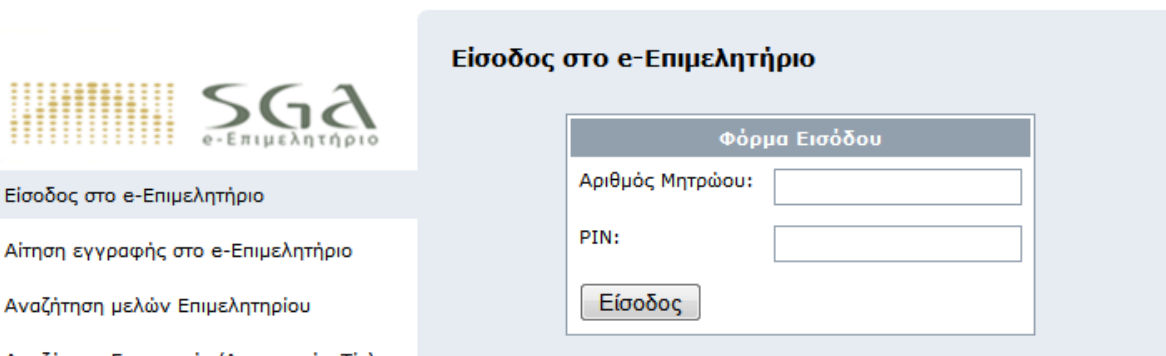 Είσοδος στο e-Επιμελητήριο
SGA
e-Επιμελητήριο
Φόρμα Εισόδου
Αριθμός Μητρώου:
PIN:
Είσοδος
Είσοδος στο e-Επιμελητήριο
Αίτηση εγγραφής στο e-Επιμελητήριο
Αναζήτηση μελών Επιμελητηρίου